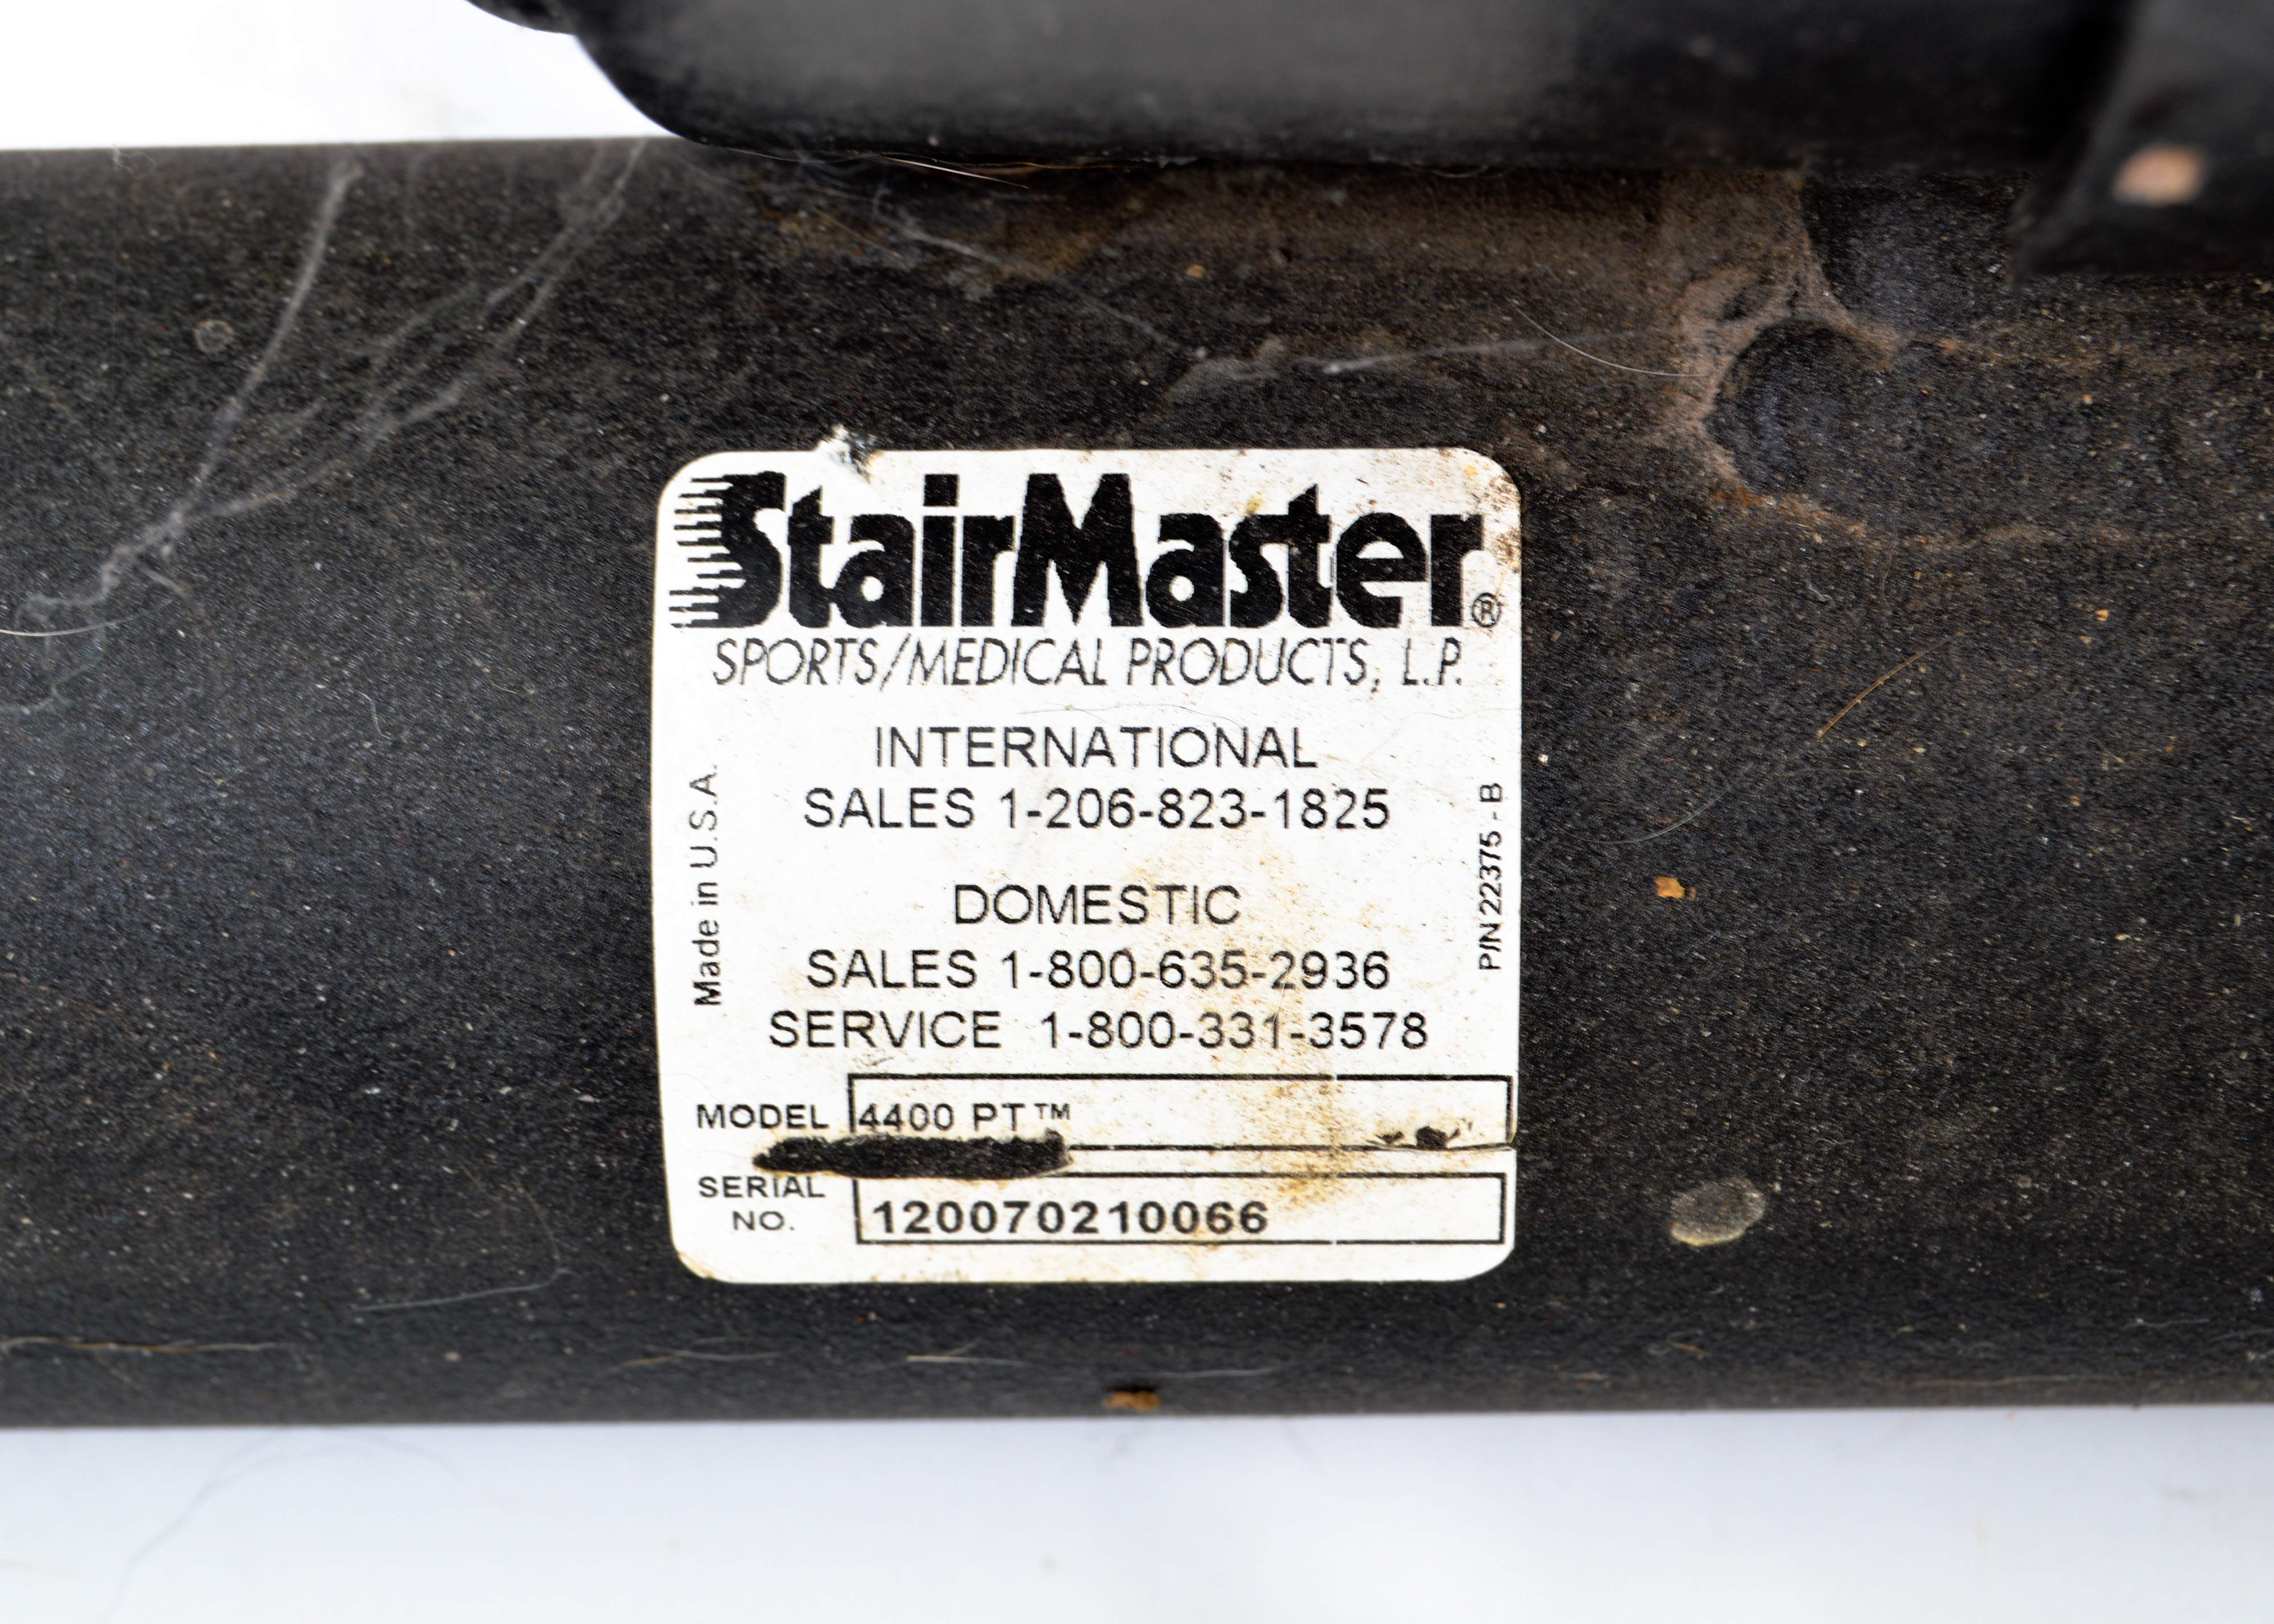 StairMaster®
SPORTS/MEDICAL PRODUCTS, L.P.
INTERNATIONAL
SALES 1-206-823-1825
DOMESTIC
SALES 1-800-635-2936
SERVICE 1-800-331-3578
Made in U.S.A.
P/N 22375 - B
MODEL 4400 PT™
SERIAL
NO. 120070210066